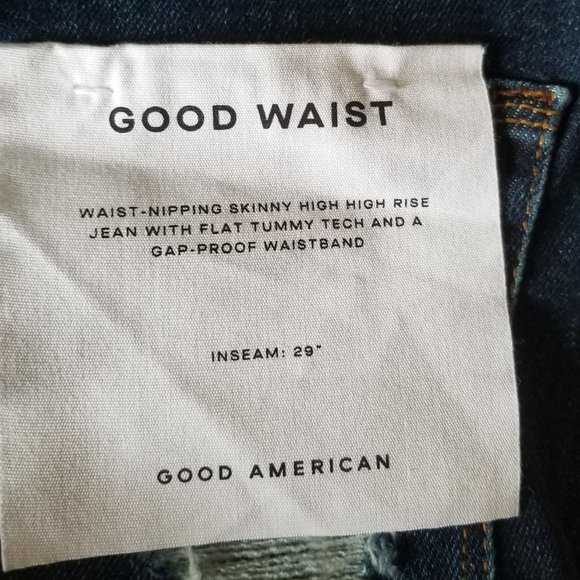 GOOD WAIST
WAIST-NIPPING SKINNY HIGH HIGH RISE
JEAN WITH FLAT TUMMY TECH AND A
GAP-PROOF WAISTBAND
INSEAM: 29"
GOOD AMERICAN